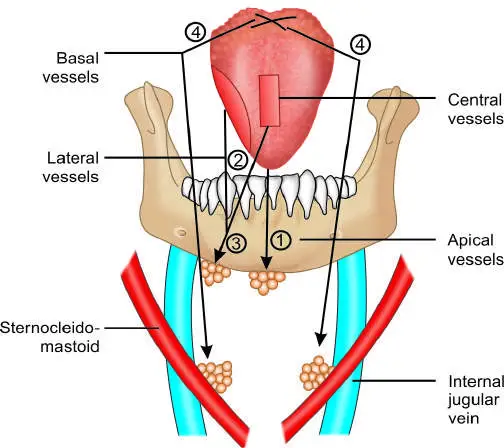 ④
④
Basal
vessels
Central
vessels
Lateral
vessels
②
③
①
Apical
vessels
Sternocleido-
mastoid
Internal
jugular
vein